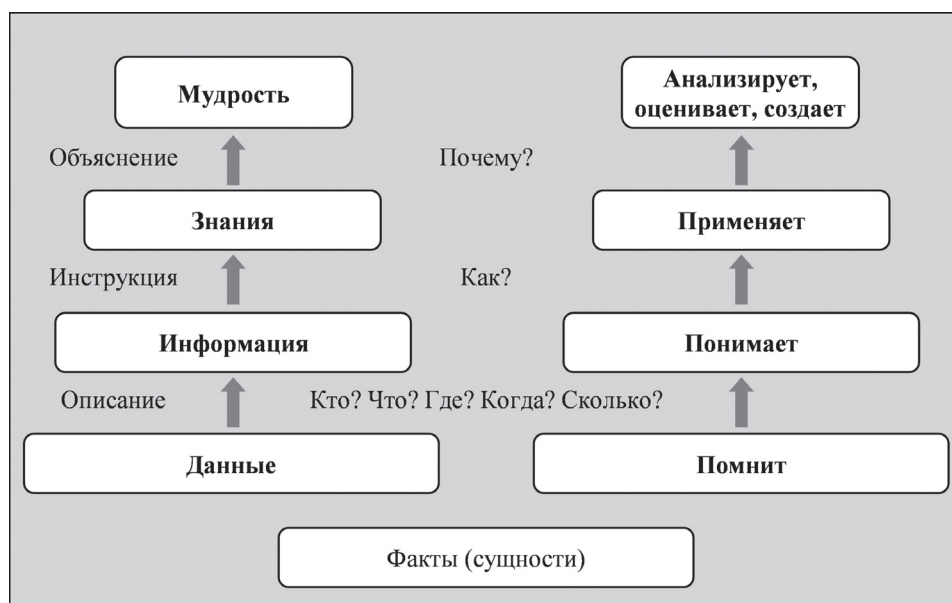 Мудрость
Анализирует,
оценивает, создает
Объяснение
Почему?
Знания
Применяет
Инструкция
Как?
Информация
Понимает
Описание
Кто? Что? Где? Когда? Сколько?
Данные
Помнит
Факты (сущности)